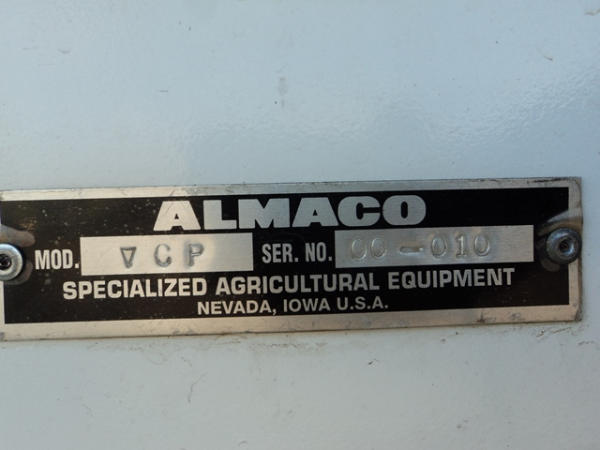 ALMACO
MOD. VCP SER. NO. 00-010
SPECIALIZED AGRICULTURAL EQUIPMENT
NEVADA, IOWA U.S.A.